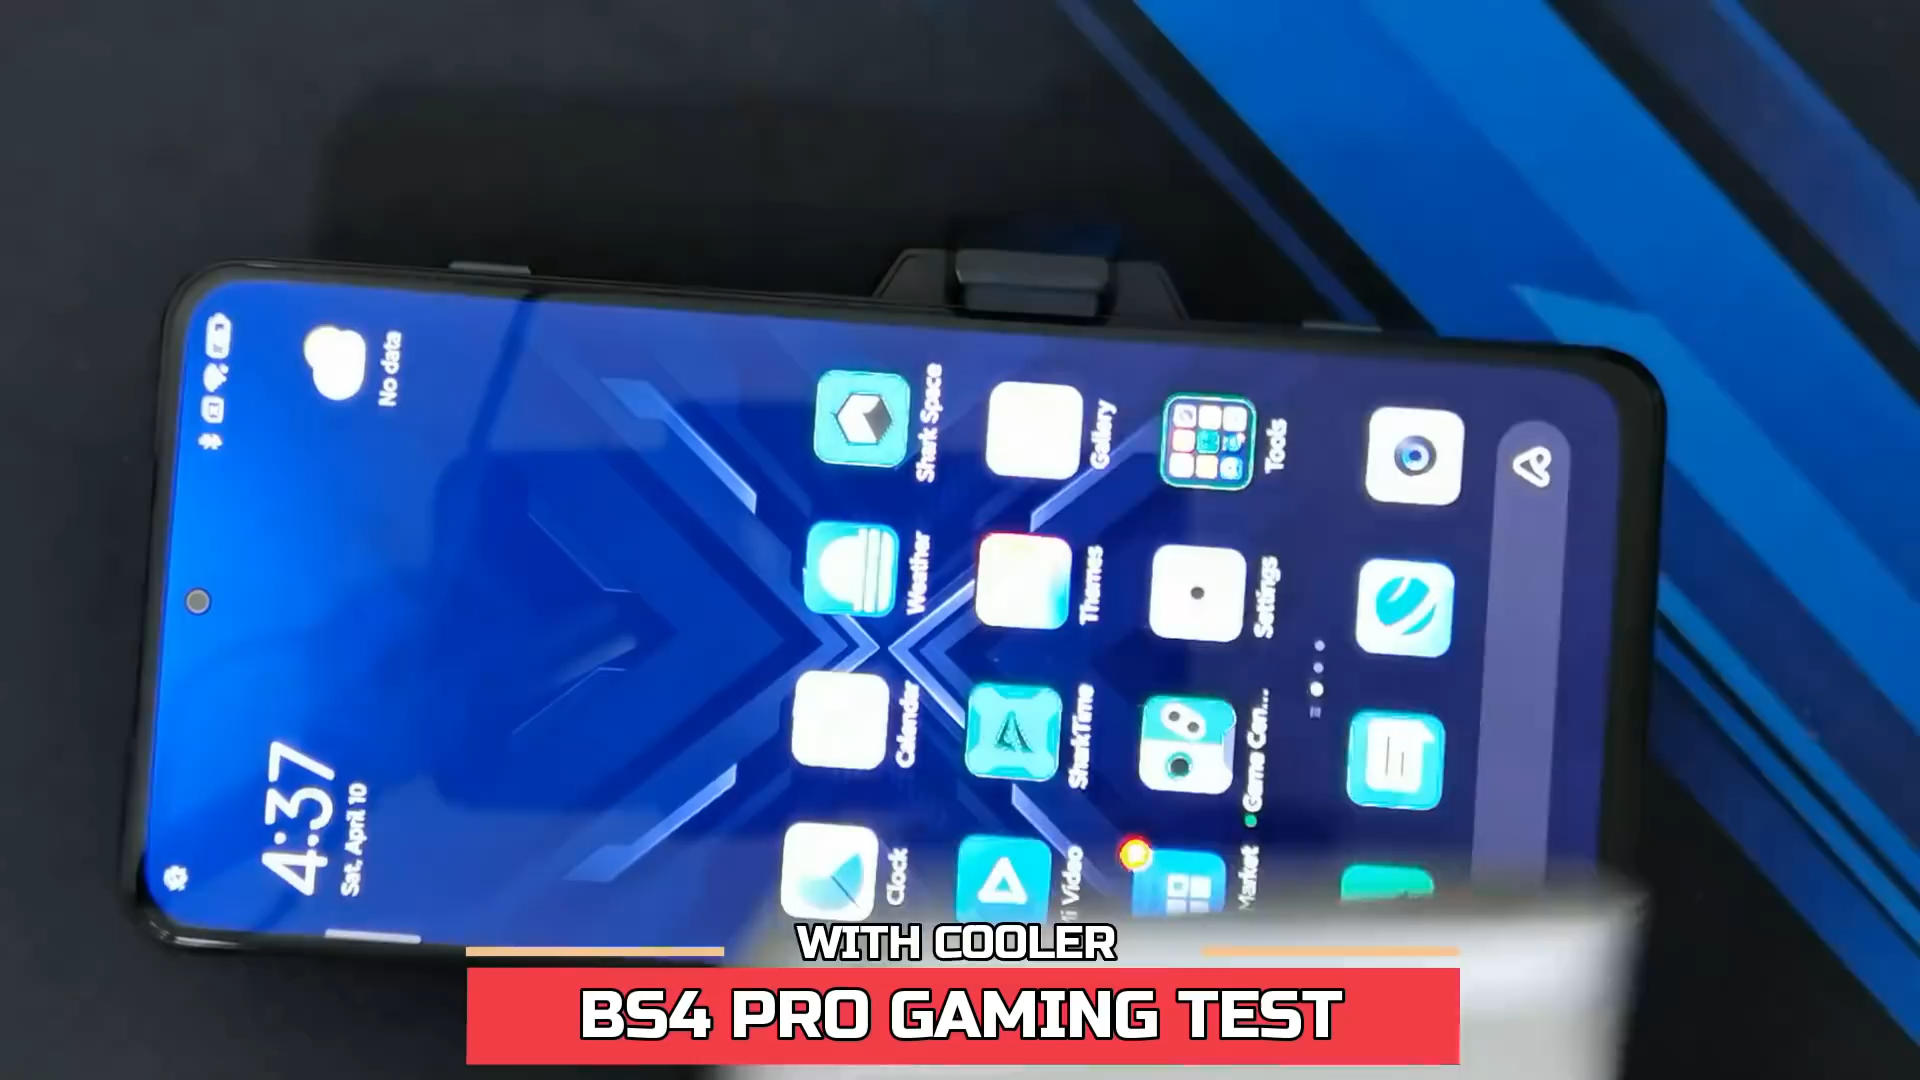 4:37
Sat. April 10
No data
Clock
Calendar
Weather
Shark Space
Mi Video
SharkTime
Themes
Gallery
Market
Game Cen...
Settings
Tools
WITH COOLER
BS4 PRO GAMING TEST